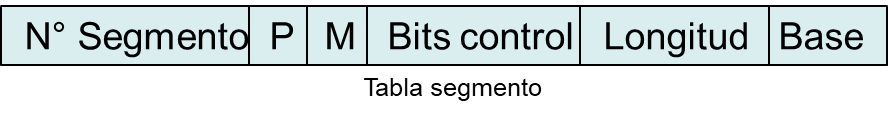 N° Segmento P M Bits control Longitud Base
Tabla segmento